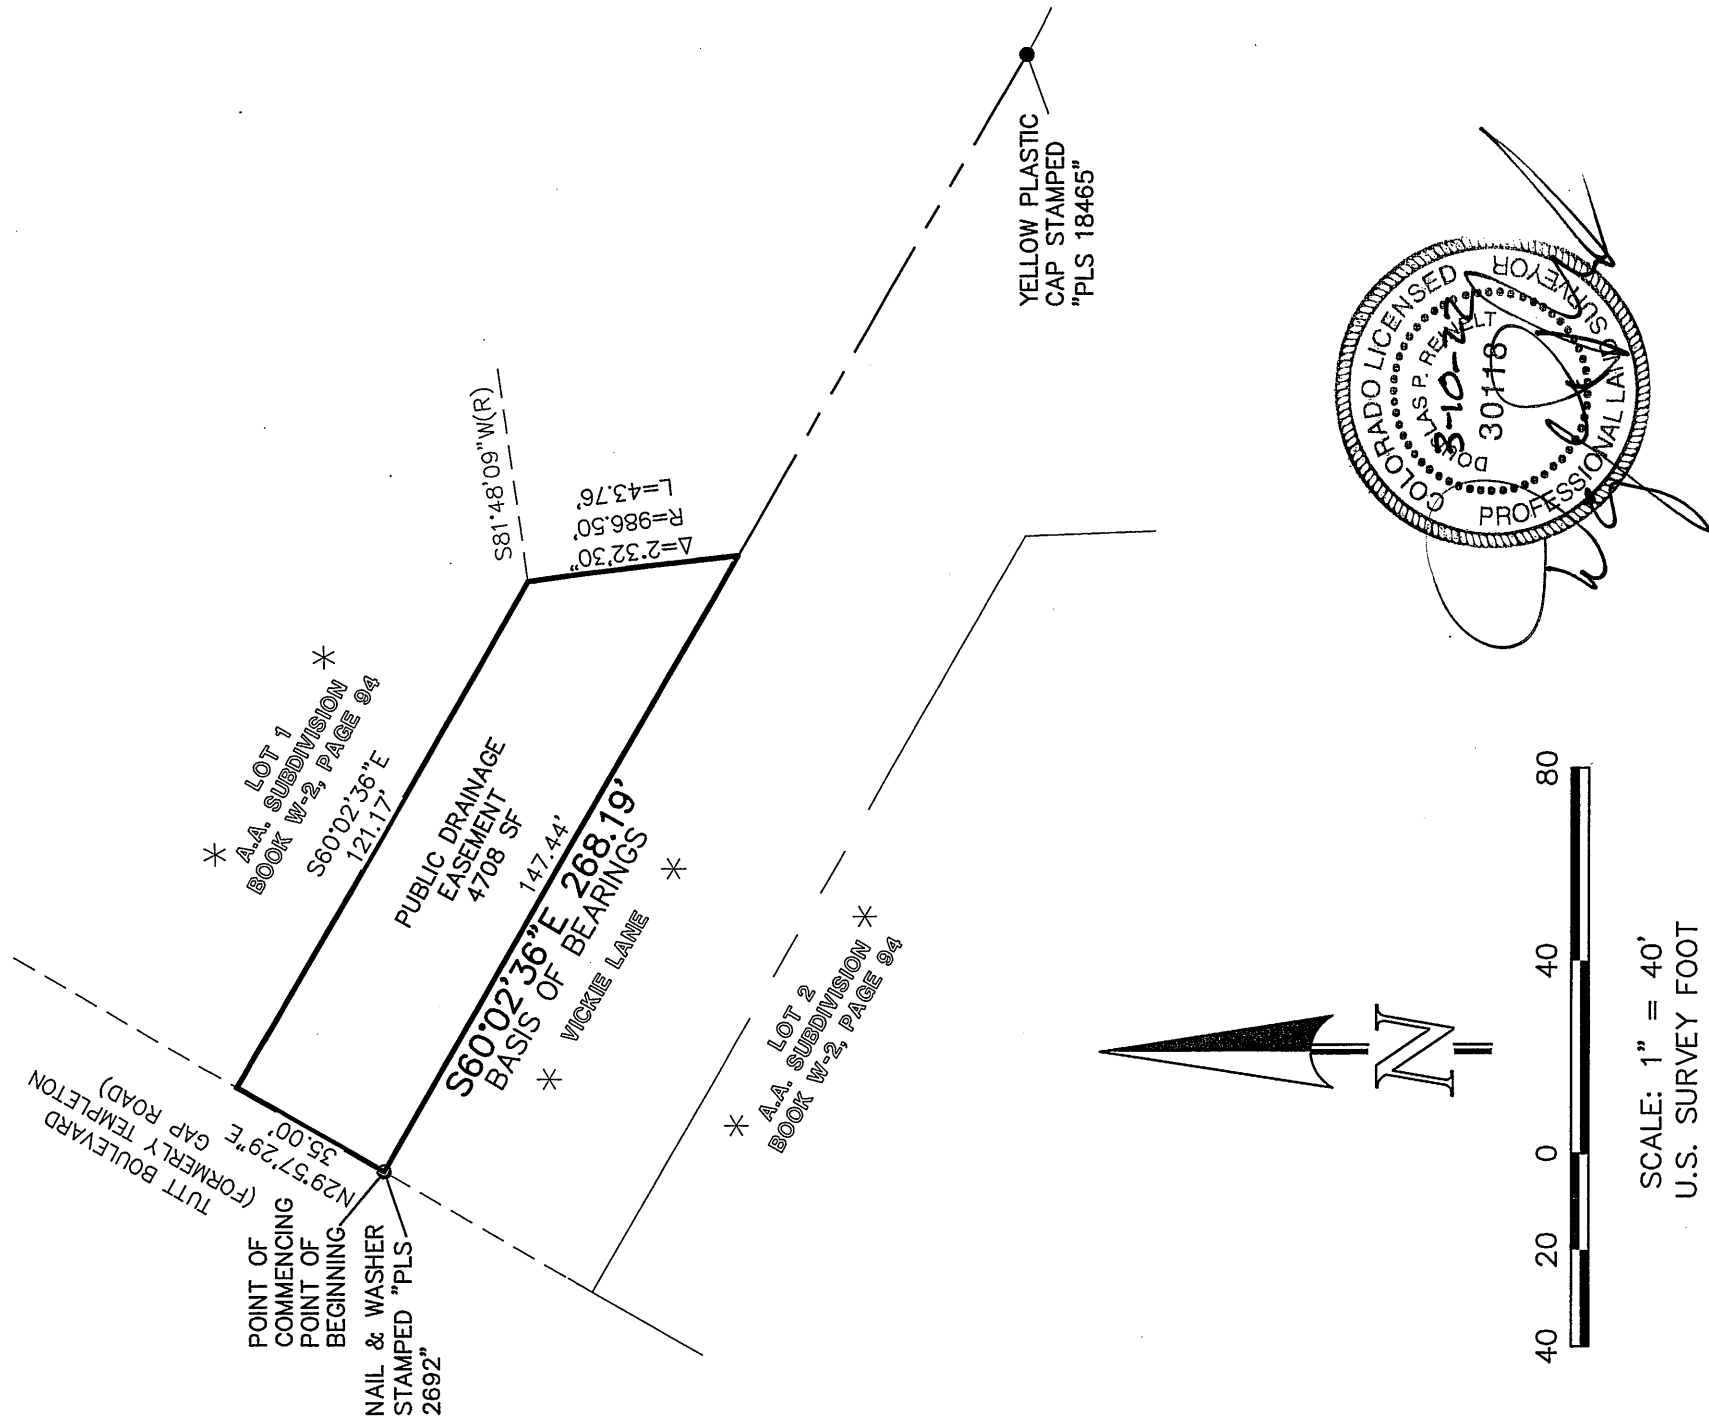 TUTT BOULEVARD
(FORMERLY TEMPLETON
GAP ROAD)
N29°57'29"E
35.00'
POINT OF
COMMENCING
POINT OF
BEGINNING
NAIL & WASHER
STAMPED "PLS
2692"
LOT 1
A.A. SUBDIVISION
BOOK W-2, PAGE 94
*
*
S60°02'36"E
121.17'
PUBLIC DRAINAGE
EASEMENT
4708 SF
147.44'
S60°02'36"E 268.19'
BASIS OF BEARINGS
* VICKIE LANE *
S81°48'09"W(R)
Δ=2°32'30"
R=986.50'
L=43.76'
LOT 2
* A.A. SUBDIVISION *
BOOK W-2, PAGE 94
YELLOW PLASTIC
CAP STAMPED
"PLS 18465"
N
COLORADO LICENSED
PROFESSIONAL LAND SURVEYOR
P.
3-10-22
30118
40 20 0 40 80
SCALE: 1" = 40'
U.S. SURVEY FOOT